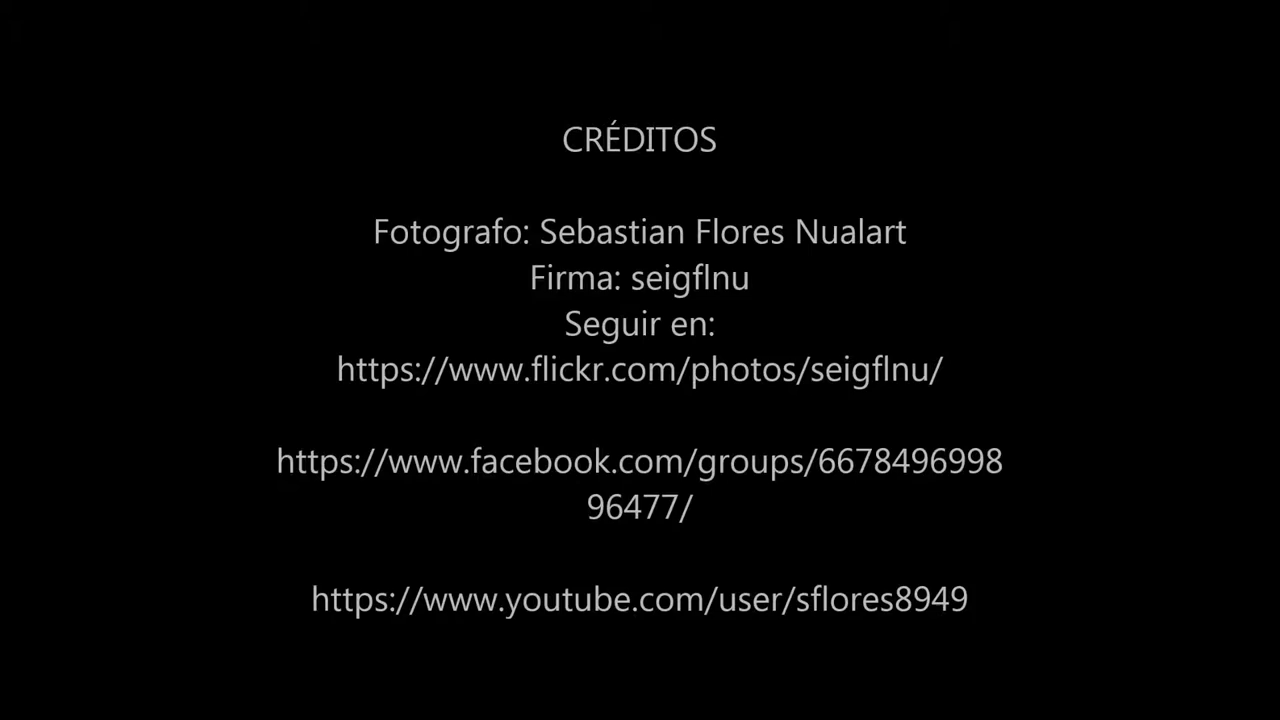 CRÉDITOS
Fotografo: Sebastian Flores Nualart
Firma: seigflnu
Seguir en:
https://www.flickr.com/photos/seigflnu/
https://www.facebook.com/groups/6678496998
96477/
https://www.youtube.com/user/sflores8949